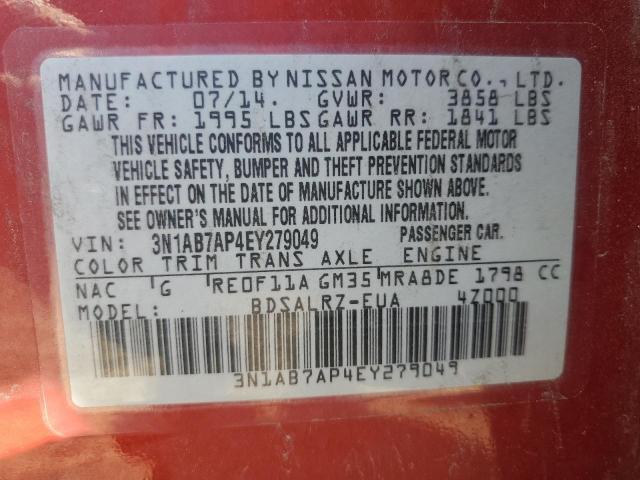 MANUFACTURED BY NISSAN MOTOR CO., LTD.
DATE: 07/14. GVWR: 3858 LBS
GAWR FR: 1995 LBS GAWR RR: 1841 LBS
THIS VEHICLE CONFORMS TO ALL APPLICABLE FEDERAL MOTOR
VEHICLE SAFETY, BUMPER AND THEFT PREVENTION STANDARDS
IN EFFECT ON THE DATE OF MANUFACTURE SHOWN ABOVE.
SEE OWNER'S MANUAL FOR ADDITIONAL INFORMATION.
VIN: 3N1AB7AP4EY279049 PASSENGER CAR.
COLOR TRIM TRANS AXLE ENGINE
NAC G RE0F11A GM35 MRA8DE 1798 CC
MODEL: BDSALRZ-EUA 4Z000
3N1AB7AP4EY279049